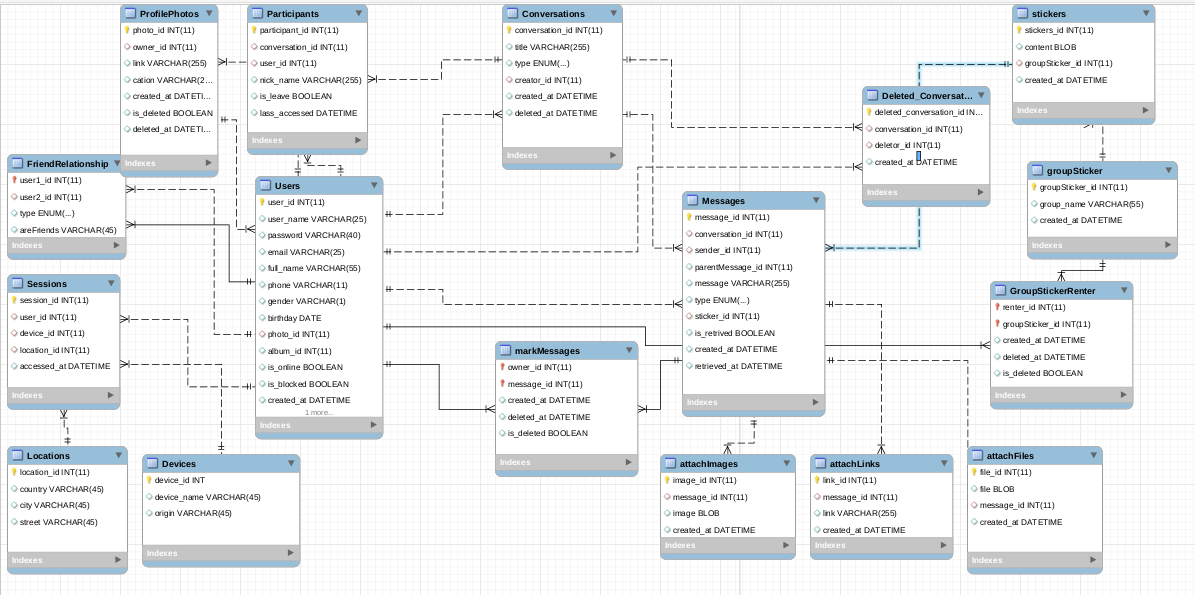 ProfilePhotos
photo_id INT(11)
owner_id INT(11)
link VARCHAR(255)
cation VARCHAR(2...
created_at DATETI...
is_deleted BOOLEAN
deleted_at DATETI...
Indexes
Participants
participant_id INT(11)
conversation_id INT(11)
user_id INT(11)
nick_name VARCHAR(255)
is_leave BOOLEAN
lass_accessed DATETIME
Indexes
Conversations
conversation_id INT(11)
title VARCHAR(255)
type ENUM(...)
creator_id INT(11)
created_at DATETIME
deleted_at DATETIME
Indexes
Deleted_Conversat...
deleted_conversation_id IN...
conversation_id INT(11)
deletor_id INT(11)
created_at DATETIME
Indexes
stickers
stickers_id INT(11)
content BLOB
groupSticker_id INT(11)
created_at DATETIME
Indexes
FriendRelationship
user1_id INT(11)
user2_id INT(11)
type ENUM(...)
areFriends VARCHAR(45)
Indexes
Users
user_id INT(11)
user_name VARCHAR(25)
password VARCHAR(40)
email VARCHAR(25)
full_name VARCHAR(55)
phone VARCHAR(11)
gender VARCHAR(1)
birthday DATE
photo_id INT(11)
album_id INT(11)
is_online BOOLEAN
is_blocked BOOLEAN
created_at DATETIME
1 more...
Indexes
Messages
message_id INT(11)
conversation_id INT(11)
sender_id INT(11)
parentMessage_id INT(11)
message VARCHAR(255)
type ENUM(...)
sticker_id INT(11)
is_retrived BOOLEAN
created_at DATETIME
retrieved_at DATETIME
Indexes
groupSticker
groupSticker_id INT(11)
group_name VARCHAR(55)
created_at DATETIME
Indexes
Sessions
session_id INT(11)
user_id INT(11)
device_id INT(11)
location_id INT(11)
accessed_at DATETIME
Indexes
GroupStickerRenter
renter_id INT(11)
groupSticker_id INT(11)
created_at DATETIME
deleted_at DATETIME
is_deleted BOOLEAN
Indexes
markMessages
owner_id INT(11)
message_id INT(11)
created_at DATETIME
deleted_at DATETIME
is_deleted BOOLEAN
Indexes
Locations
location_id INT(11)
country VARCHAR(45)
city VARCHAR(45)
street VARCHAR(45)
Indexes
Devices
device_id INT
device_name VARCHAR(45)
origin VARCHAR(45)
Indexes
attachImages
image_id INT(11)
message_id INT(11)
image BLOB
created_at DATETIME
Indexes
attachLinks
link_id INT(11)
message_id INT(11)
link VARCHAR(255)
created_at DATETIME
Indexes
attachFiles
file_id INT(11)
file BLOB
message_id INT(11)
created_at DATETIME
Indexes